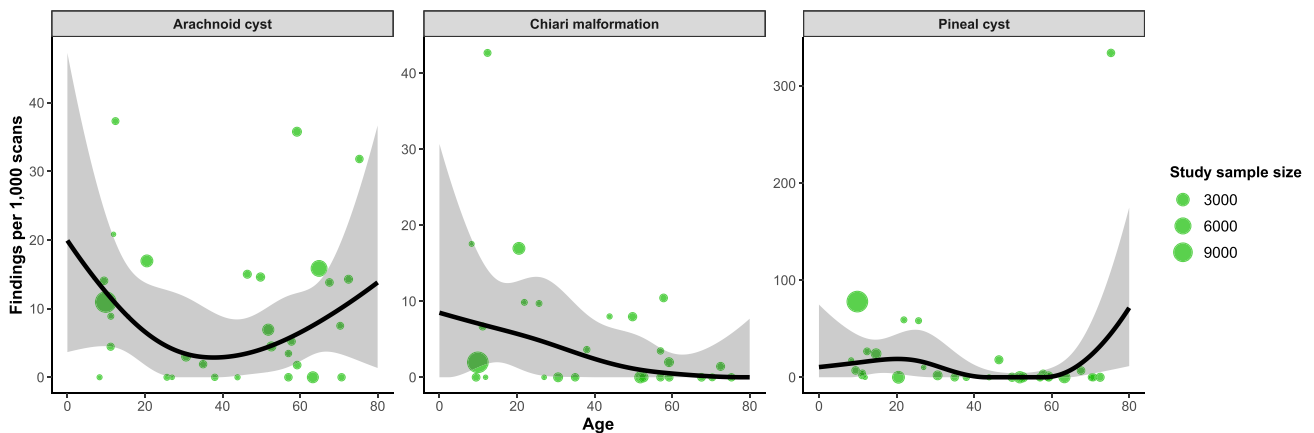 Arachnoid cyst
Chiari malformation
Pineal cyst
Findings per 1,000 scans
40
30
20
10
0
0 20 40 60 80
40
30
20
10
0
0 20 40 60 80
300
200
100
0
0 20 40 60 80
Age
Study sample size
3000
6000
9000